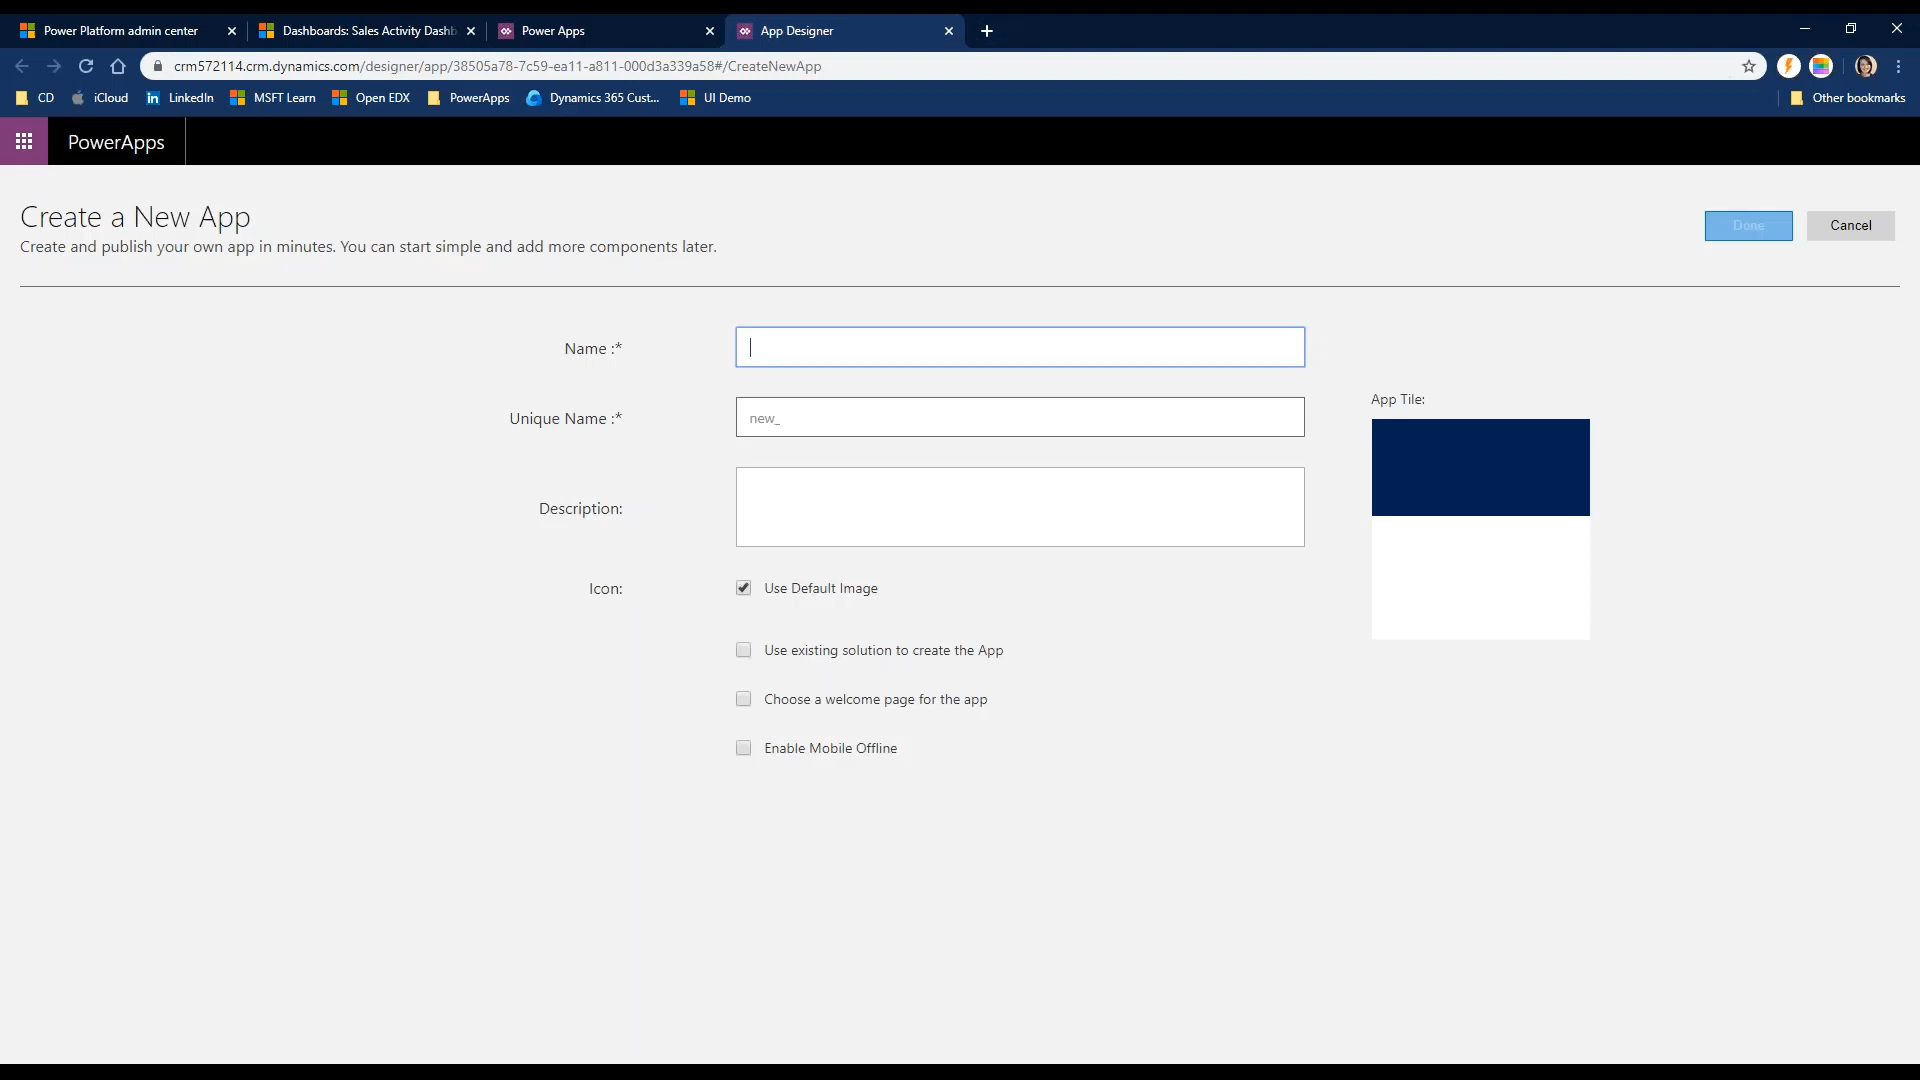 Power Platform admin center
Dashboards: Sales Activity Dashb
Power Apps
App Designer
crm572114.crm.dynamics.com/designer/app/38505a78-7c59-ea11-a811-000d3a339a58#/CreateNewApp
CD
iCloud
LinkedIn
MSFT Learn
Open EDX
PowerApps
Dynamics 365 Cust...
UI Demo
Other bookmarks
PowerApps
Create a New App
Create and publish your own app in minutes. You can start simple and add more components later.
Done
Cancel
Name :*
Unique Name :*
new_
App Tile:
Description:
Icon:
Use Default Image
Use existing solution to create the App
Choose a welcome page for the app
Enable Mobile Offline